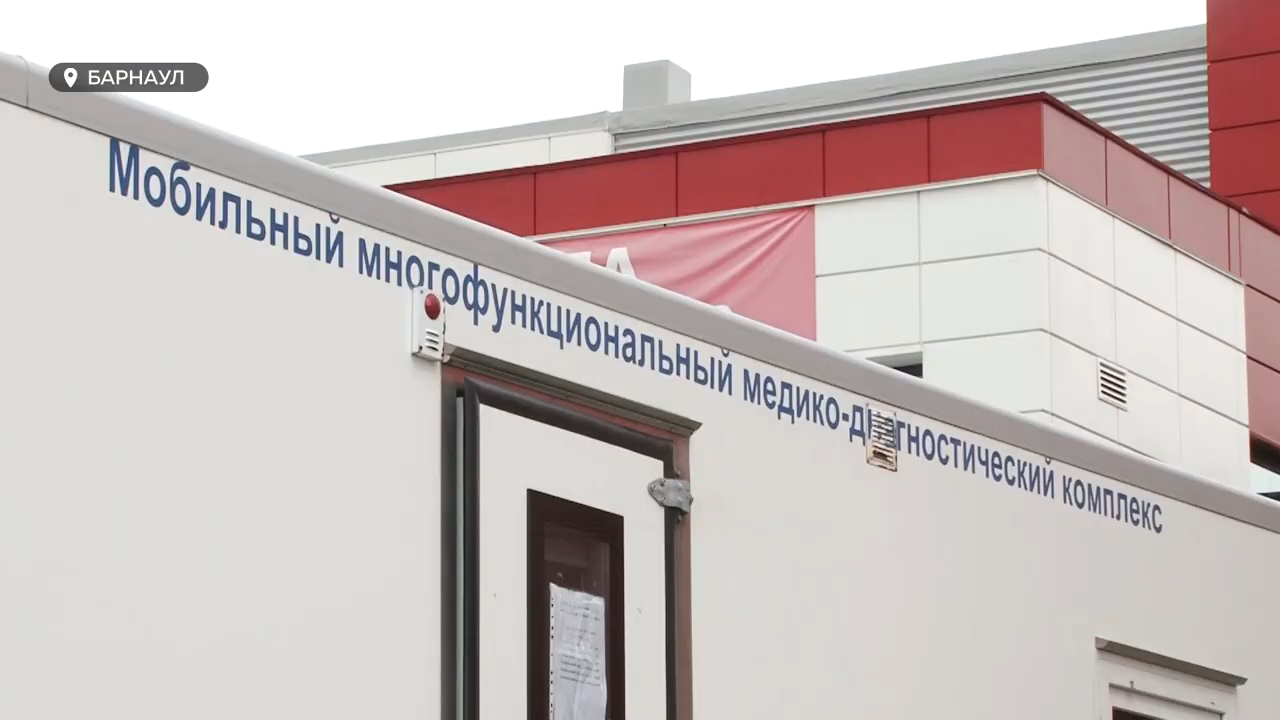 БАРНАУЛ
Мобильный многофункциональный медико-диагностический комплекс